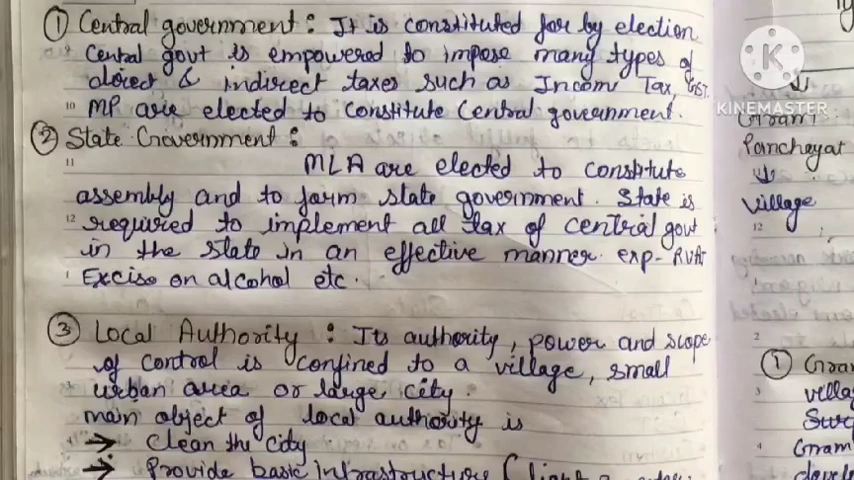 ① Central government : It is constituted for by election
Central govt is empowered to impose many types of
direct & indirect taxes such as Income Tax, GST.
MP are elected to constitute Central government.
② State Government :
MLA are elected to constitute
assembly and to form state government. State is
required to implement all tax of central govt
in the state in an effective manner. exp - RVAT
Excise on alcohol etc.
③ Local Authority : Its authority, power and scope
of control is confined to a village, small
urban area or large city.
main object of local authority is
→ Clean the city
→ Provide basic infrastructure (light
KINEMASTER
Gram
Panchayat
↓
Village
① Gram
villa
Gram